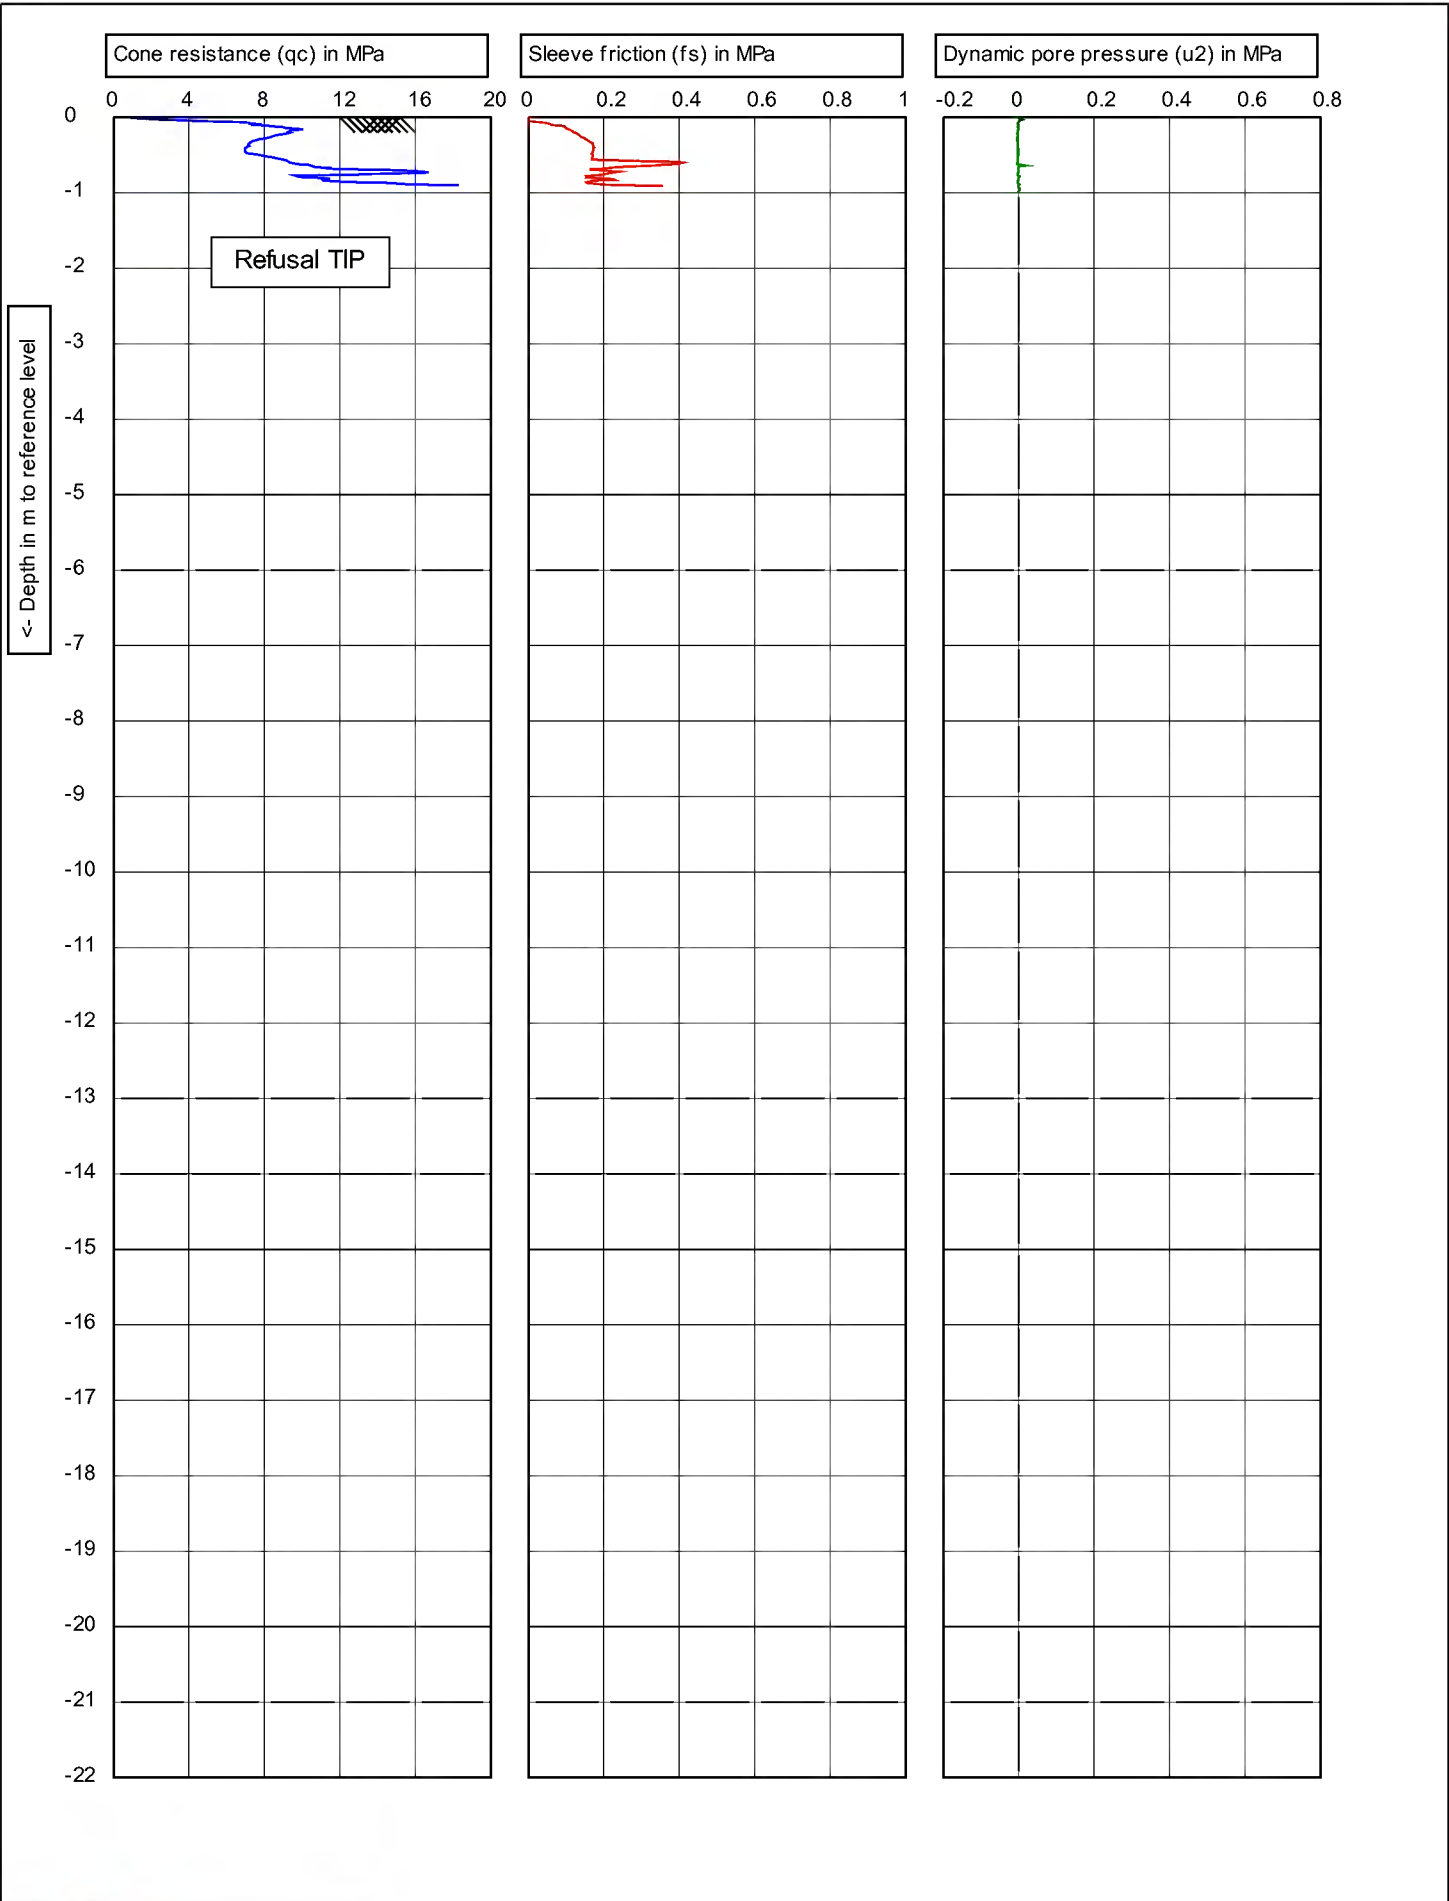 Cone resistance (qc) in MPa
Sleeve friction (fs) in MPa
Dynamic pore pressure (u2) in MPa
0 4 8 12 16 20
0 0.2 0.4 0.6 0.8 1
-0.2 0 0.2 0.4 0.6 0.8
0
-1
Refusal TIP
-2
<- Depth in m to reference level
-3
-4
-5
-6
-7
-8
-9
-10
-11
-12
-13
-14
-15
-16
-17
-18
-19
-20
-21
-22